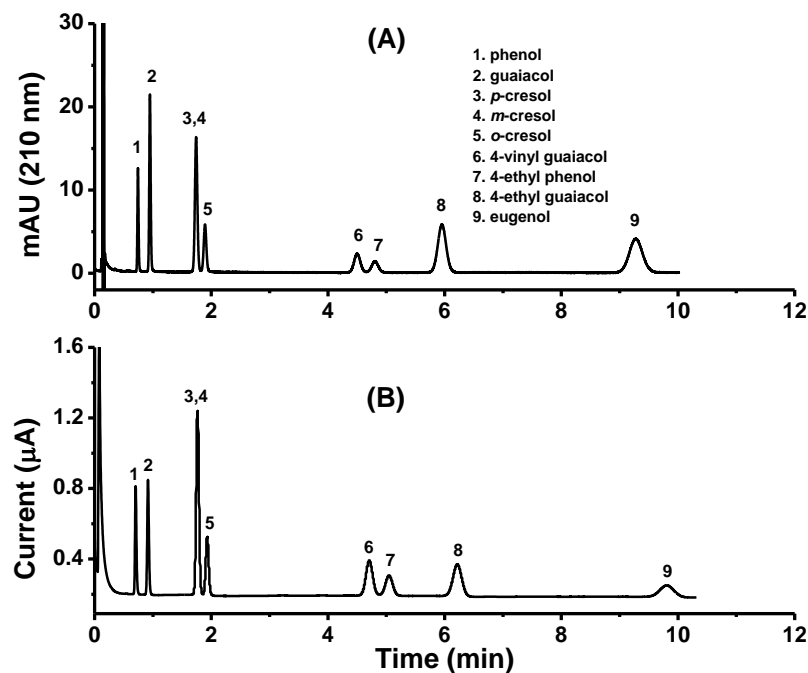 30
20
10
0
mAU (210 nm)
(A)
1
2
3,4
5
6
7
8
9
1. phenol
2. guaiacol
3. p-cresol
4. m-cresol
5. o-cresol
6. 4-vinyl guaiacol
7. 4-ethyl phenol
8. 4-ethyl guaiacol
9. eugenol
0 2 4 6 8 10 12
1.6
1.2
0.8
0.4
Current (μA)
(B)
1
2
3,4
5
6
7
8
9
0 2 4 6 8 10 12
Time (min)